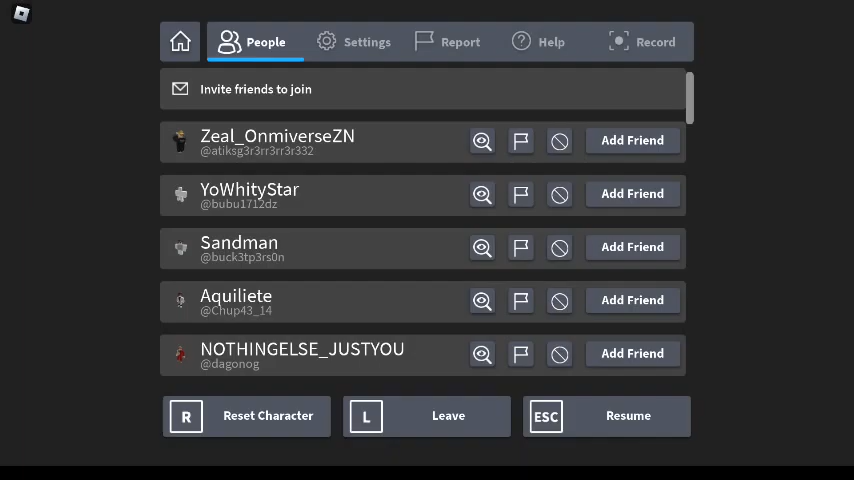 People Settings Report Help Record
Invite friends to join
Zeal_OnmiverseZN
@atiksg3r3rr3rr3r332
Add Friend
YoWhityStar
@bubu1712dz
Add Friend
Sandman
@buck3tp3rs0n
Add Friend
Aquiliete
@Chup43_14
Add Friend
NOTHINGELSE_JUSTYOU
@dagonog
Add Friend
R Reset Character L Leave ESC Resume